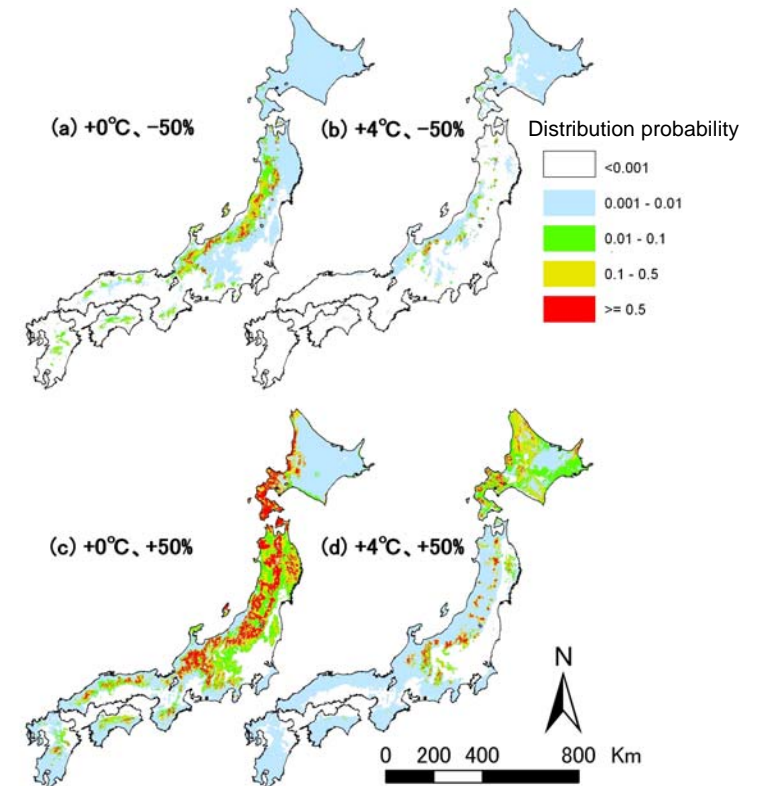 (a) +0℃、-50%
(b) +4℃、-50%
Distribution probability
<0.001
0.001 - 0.01
0.01 - 0.1
0.1 - 0.5
>= 0.5
(c) +0℃、+50%
(d) +4℃、+50%
N
0 200 400 800 Km